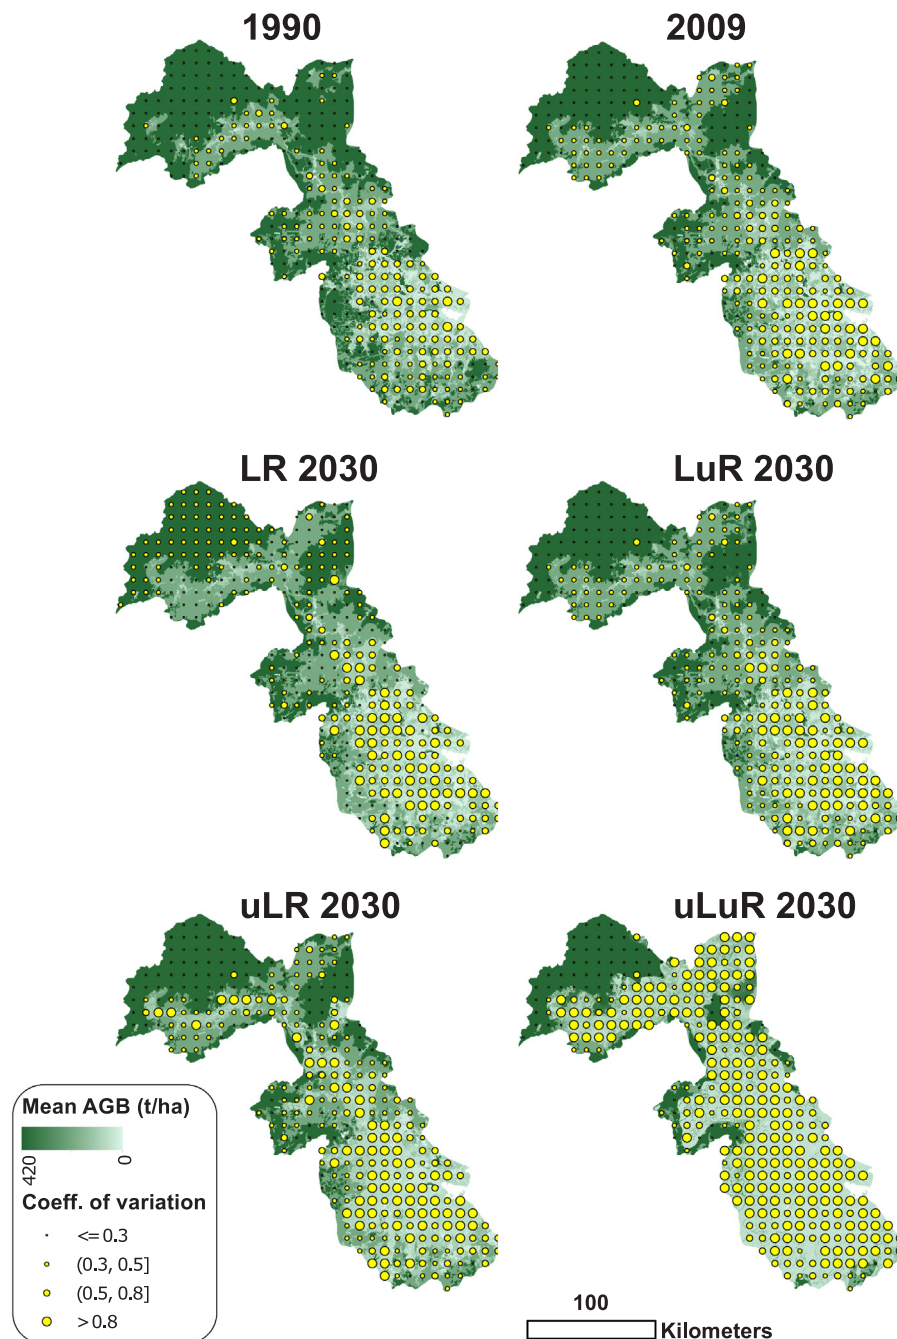 1990
2009
LR 2030
LuR 2030
uLR 2030
uLuR 2030
Mean AGB (t/ha)
420
0
Coeff. of variation
<= 0.3
(0.3, 0.5]
(0.5, 0.8]
> 0.8
100
Kilometers